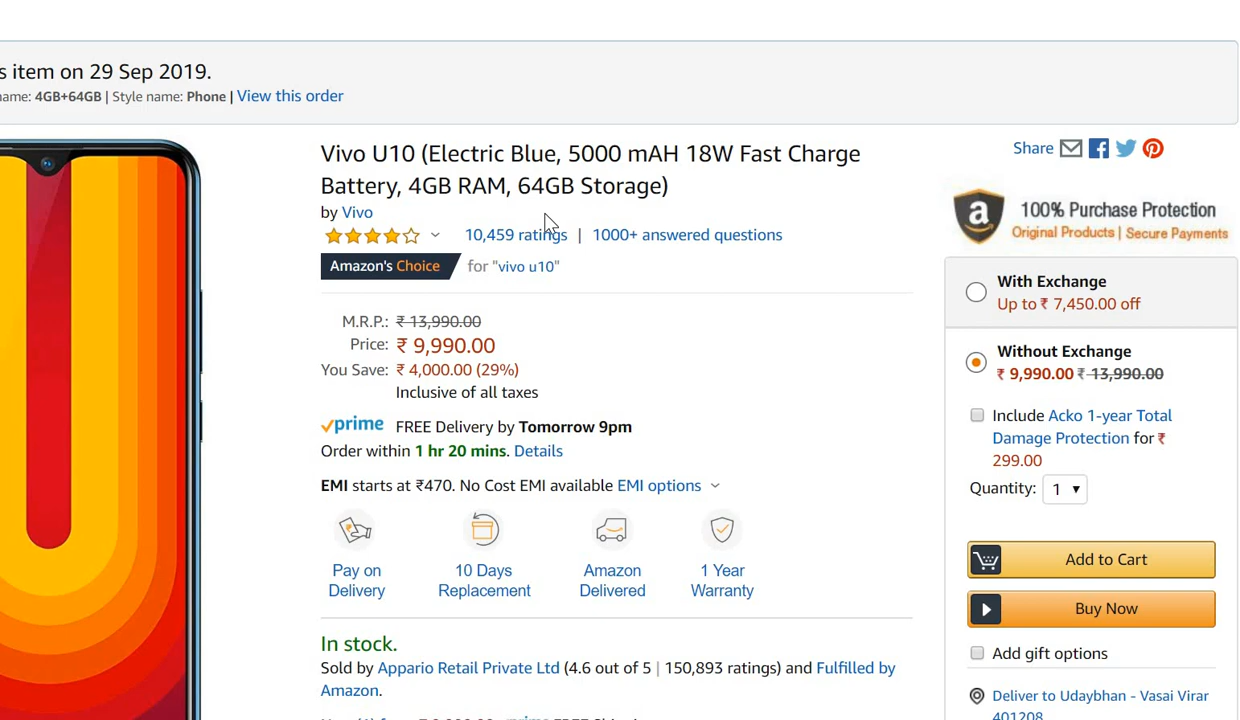 s item on 29 Sep 2019.
ame: 4GB+64GB | Style name: Phone | View this order
Vivo U10 (Electric Blue, 5000 mAH 18W Fast Charge
Battery, 4GB RAM, 64GB Storage)
by Vivo
10,459 ratings | 1000+ answered questions
Amazon's Choice for "vivo u10"
M.R.P.: ₹ 13,990.00
Price: ₹ 9,990.00
You Save: ₹ 4,000.00 (29%)
Inclusive of all taxes
prime FREE Delivery by Tomorrow 9pm
Order within 1 hr 20 mins. Details
EMI starts at ₹470. No Cost EMI available EMI options
Pay on
Delivery
10 Days
Replacement
Amazon
Delivered
1 Year
Warranty
In stock.
Sold by Appario Retail Private Ltd (4.6 out of 5 | 150,893 ratings) and Fulfilled by
Amazon.
Share
a
100% Purchase Protection
Original Products | Secure Payments
With Exchange
Up to ₹ 7,450.00 off
Without Exchange
₹ 9,990.00 ₹ 13,990.00
Include Acko 1-year Total
Damage Protection for ₹
299.00
Quantity: 1
Add to Cart
Buy Now
Add gift options
Deliver to Udaybhan - Vasai Virar
401208